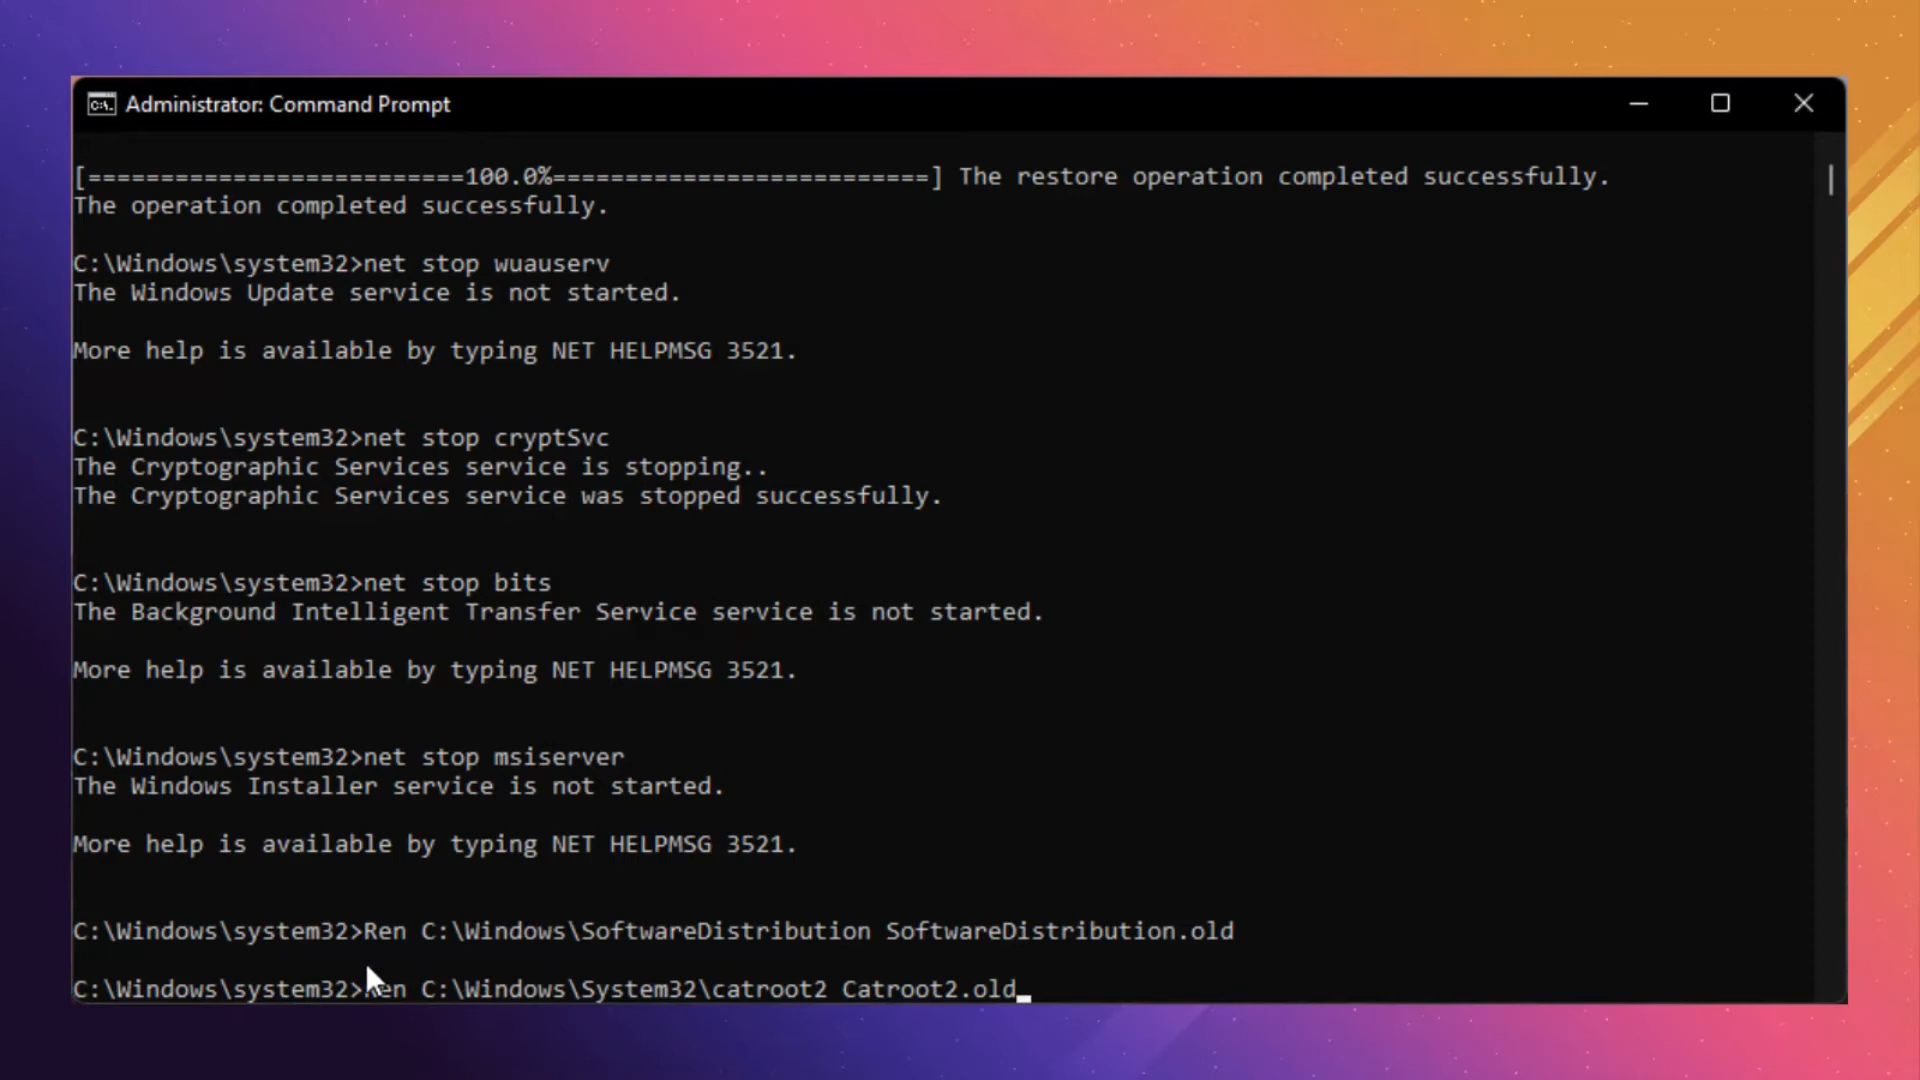 Administrator: Command Prompt
[==========================100.0%==========================] The restore operation completed successfully.
The operation completed successfully.
C:\Windows\system32>net stop wuauserv
The Windows Update service is not started.
More help is available by typing NET HELPMSG 3521.
C:\Windows\system32>net stop cryptSvc
The Cryptographic Services service is stopping..
The Cryptographic Services service was stopped successfully.
C:\Windows\system32>net stop bits
The Background Intelligent Transfer Service service is not started.
More help is available by typing NET HELPMSG 3521.
C:\Windows\system32>net stop msiserver
The Windows Installer service is not started.
More help is available by typing NET HELPMSG 3521.
C:\Windows\system32>Ren C:\Windows\SoftwareDistribution SoftwareDistribution.old
C:\Windows\system32>Ren C:\Windows\System32\catroot2 Catroot2.old